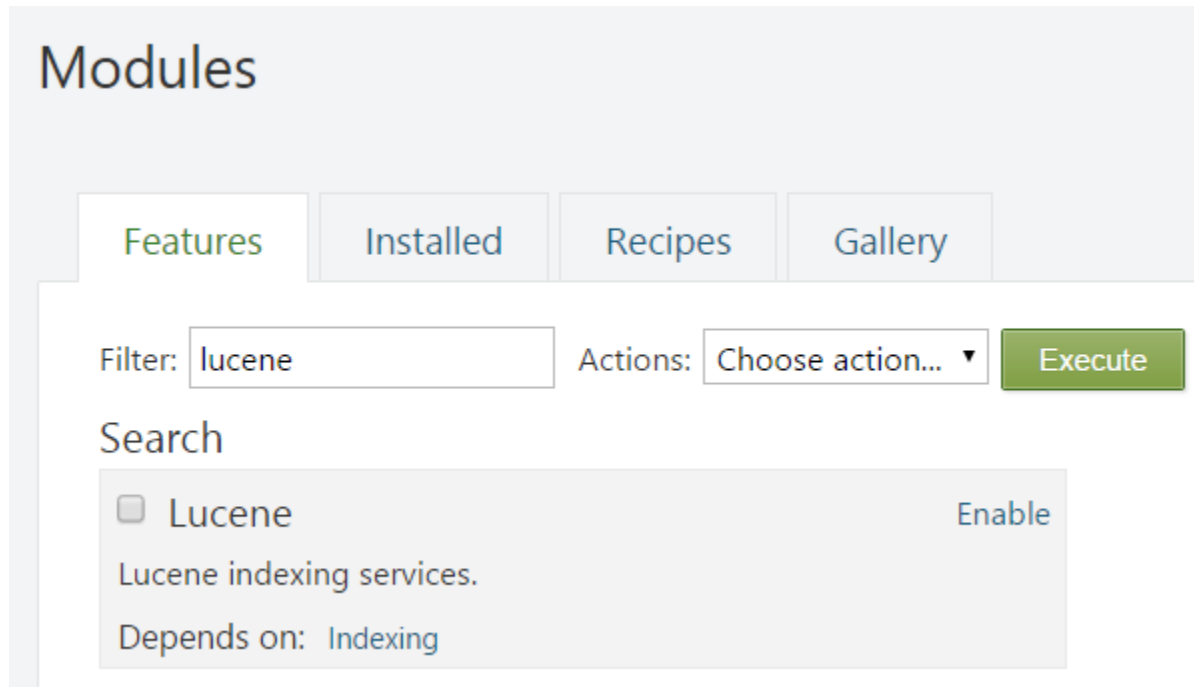 Modules
Features Installed Recipes Gallery
Filter: lucene Actions: Choose action... Execute
Search
Lucene Enable
Lucene indexing services.
Depends on: Indexing